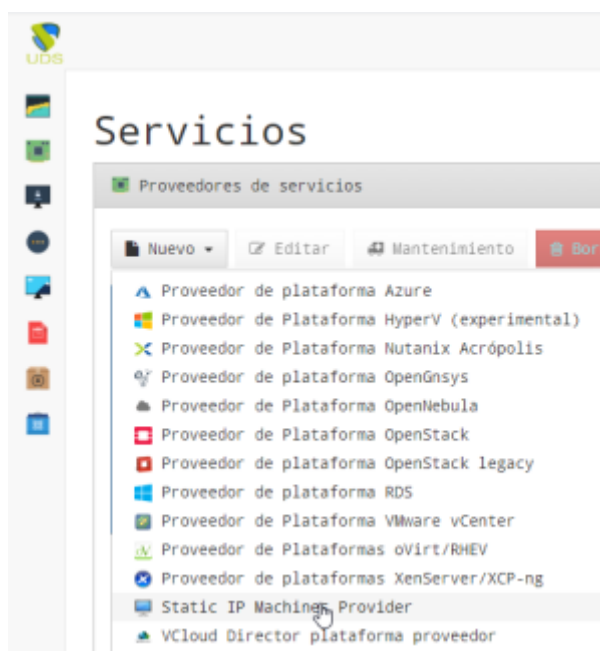 UDS
Servicios
Proveedores de servicios
Nuevo Editar Mantenimiento Bor
Proveedor de plataforma Azure
Proveedor de Plataforma HyperV (experimental)
Proveedor de Plataforma Nutanix Acrópolis
Proveedor de plataforma OpenGnsys
Proveedor de Plataforma OpenNebula
Proveedor de Plataforma OpenStack
Proveedor de plataforma OpenStack legacy
Proveedor de plataforma RDS
Proveedor de Plataforma VMware vCenter
Proveedor de Plataformas oVirt/RHEV
Proveedor de plataformas XenServer/XCP-ng
Static IP Machines Provider
VCloud Director plataforma proveedor